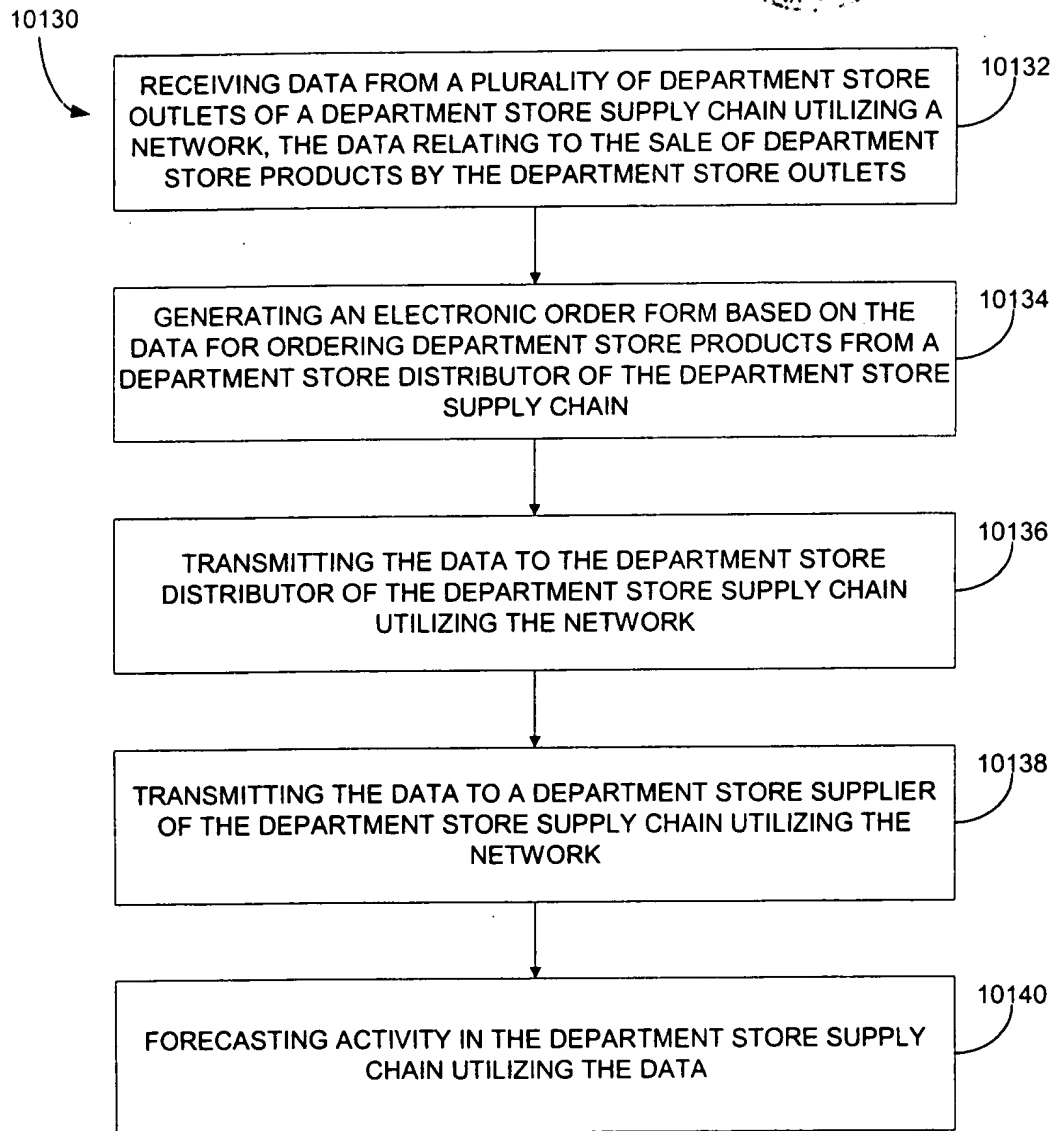 10130
RECEIVING DATA FROM A PLURALITY OF DEPARTMENT STORE
OUTLETS OF A DEPARTMENT STORE SUPPLY CHAIN UTILIZING A
NETWORK, THE DATA RELATING TO THE SALE OF DEPARTMENT
STORE PRODUCTS BY THE DEPARTMENT STORE OUTLETS
10132
GENERATING AN ELECTRONIC ORDER FORM BASED ON THE
DATA FOR ORDERING DEPARTMENT STORE PRODUCTS FROM A
DEPARTMENT STORE DISTRIBUTOR OF THE DEPARTMENT STORE
SUPPLY CHAIN
10134
TRANSMITTING THE DATA TO THE DEPARTMENT STORE
DISTRIBUTOR OF THE DEPARTMENT STORE SUPPLY CHAIN
UTILIZING THE NETWORK
10136
TRANSMITTING THE DATA TO A DEPARTMENT STORE SUPPLIER
OF THE DEPARTMENT STORE SUPPLY CHAIN UTILIZING THE
NETWORK
10138
FORECASTING ACTIVITY IN THE DEPARTMENT STORE SUPPLY
CHAIN UTILIZING THE DATA
10140